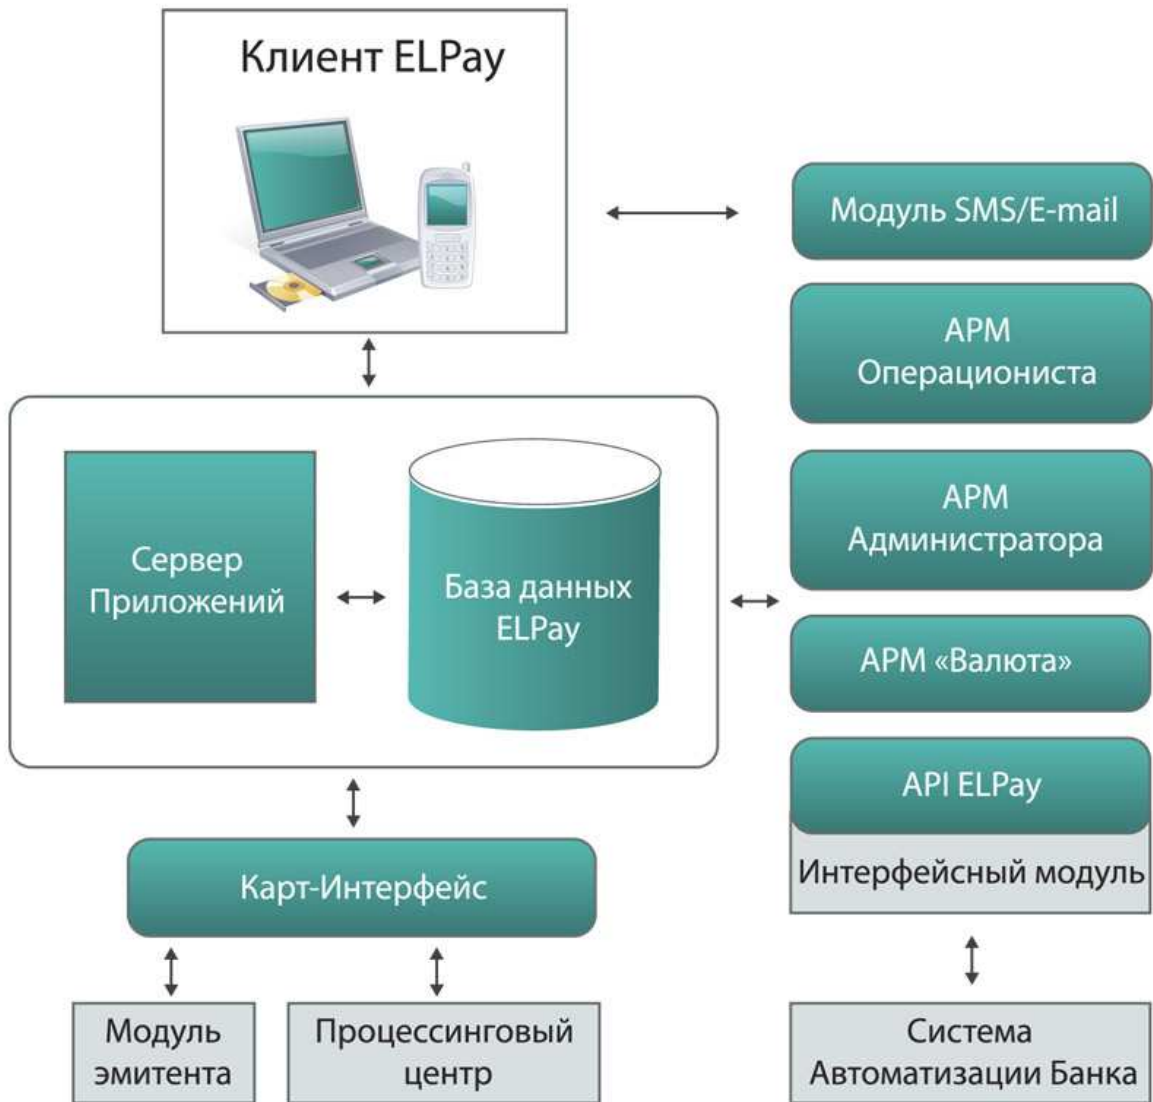 Клиент ELPay
Модуль SMS/E-mail
АРМ
Операциониста
АРМ
Администратора
АРМ «Валюта»
API ELPay
Интерфейсный модуль
Система
Автоматизации Банка
Сервер
Приложений
База данных
ELPay
Карт-Интерфейс
Модуль
эмитента
Процессинговый
центр